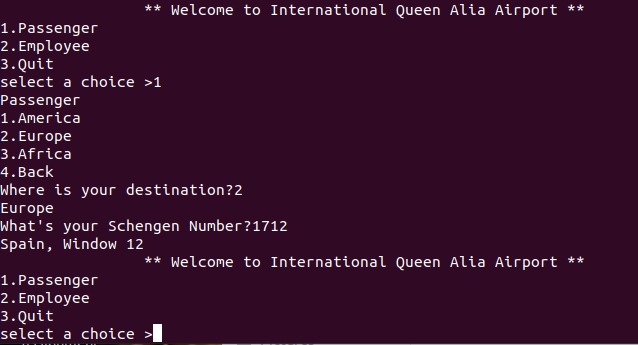 ** Welcome to International Queen Alia Airport **
1.Passenger
2.Employee
3.Quit
select a choice >1
Passenger
1.America
2.Europe
3.Africa
4.Back
Where is your destination?2
Europe
What's your Schengen Number?1712
Spain, Window 12
** Welcome to International Queen Alia Airport **
1.Passenger
2.Employee
3.Quit
select a choice >